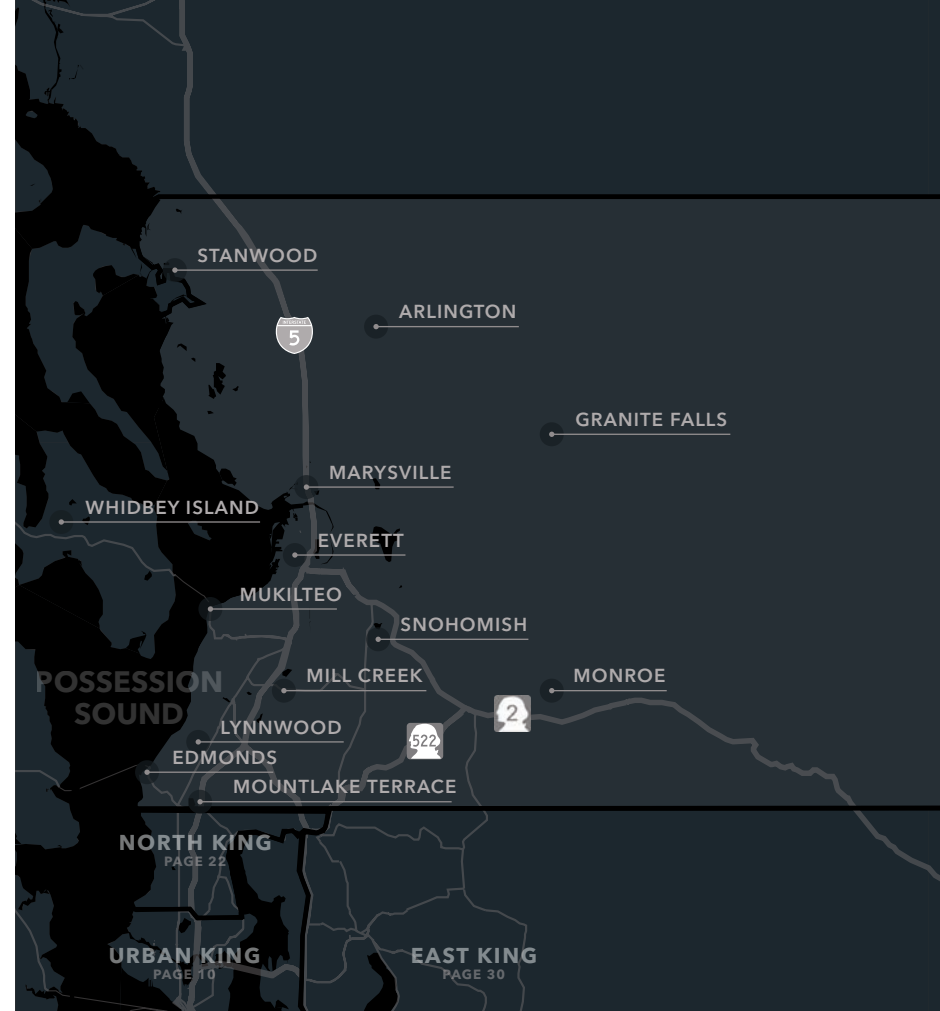 STANWOOD
ARLINGTON
INTERSTATE
5
GRANITE FALLS
MARYSVILLE
WHIDBEY ISLAND
EVERETT
MUKILTEO
SNOHOMISH
POSSESSION
SOUND
MILL CREEK
MONROE
2
LYNNWOOD
522
EDMONDS
MOUNTLAKE TERRACE
NORTH KING
PAGE 22
URBAN KING
PAGE 10
EAST KING
PAGE 30